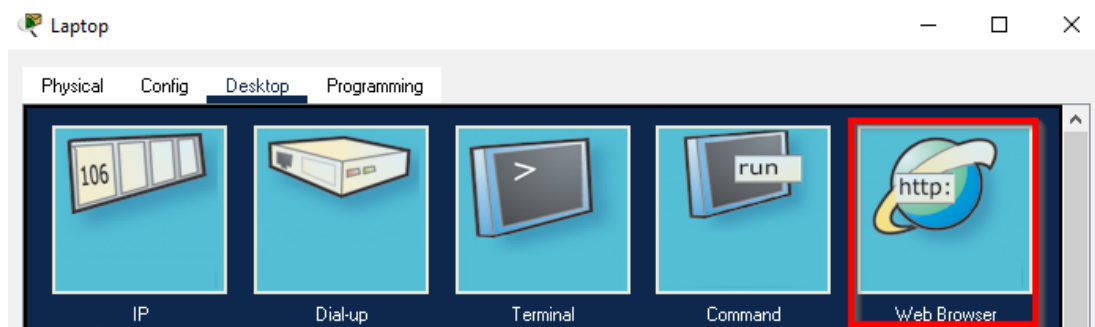 Laptop
Physical Config Desktop Programming
106
>
run
http:
IP Dial-up Terminal Command Web Browser